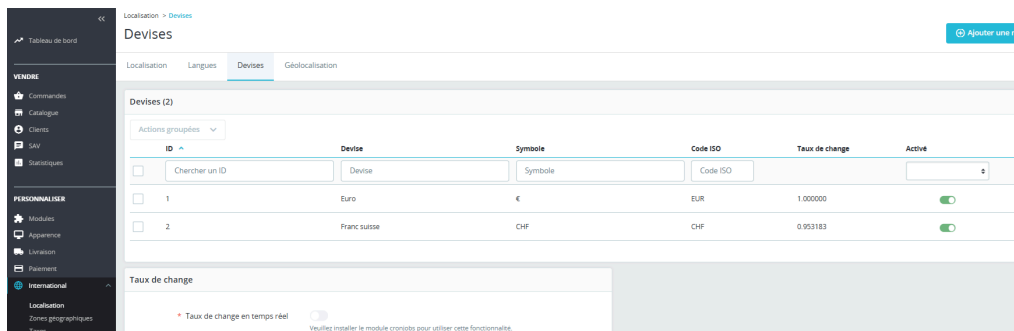 Localisation > Devises
Devises
Ajouter une
Tableau de bord
Localisation Langues Devises Géolocalisation
VENDRE
Commandes
Catalogue
Clients
SAV
Statistiques
Devises (2)
Actions groupées
ID Devise Symbole Code ISO Taux de change Activé
Chercher un ID Devise Symbole Code ISO
1 Euro € EUR 1.000000
2 Franc suisse CHF CHF 0.953183
PERSONNALISER
Modules
Apparence
Livraison
Paiement
International
Localisation
Zones géographiques
Taux de change
* Taux de change en temps réel
Veuillez installer le module cronjobs pour utiliser cette fonctionnalité.